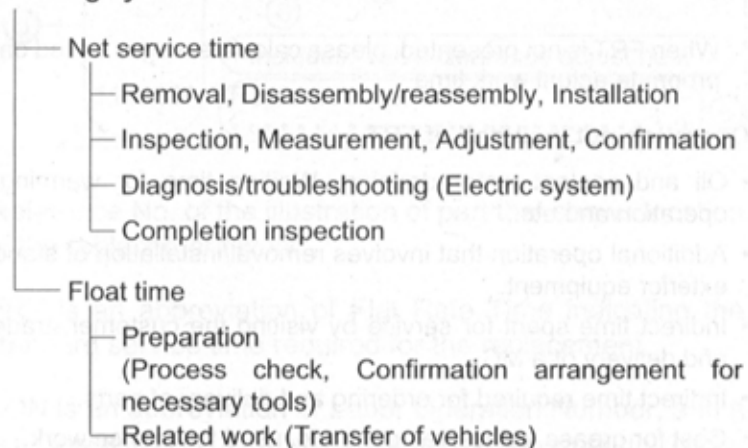 Net service time
Removal, Disassembly/reassembly, Installation
Inspection, Measurement, Adjustment, Confirmation
Diagnosis/troubleshooting (Electric system)
Completion inspection
Float time
Preparation
(Process check, Confirmation arrangement for
necessary tools)
Related work (Transfer of vehicles)